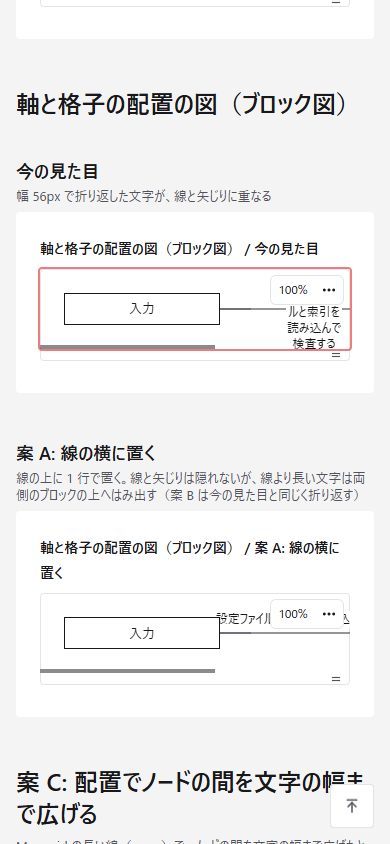 軸と格子の配置の図（ブロック図）
今の見た目
幅 56px で折り返した文字が、線と矢じりに重なる
軸と格子の配置の図（ブロック図） / 今の見た目
100%
入力
ルと索引を
読み込んで
検査する
案 A: 線の横に置く
線の上に 1 行で置く。線と矢じりは隠れないが、線より長い文字は両
側のブロックの上へはみ出す（案 B は今の見た目と同じく折り返す）
軸と格子の配置の図（ブロック図） / 案 A: 線の横に
置く
100%
設定ファイル
入力
案 C: 配置でノードの間を文字の幅ま
で広げる